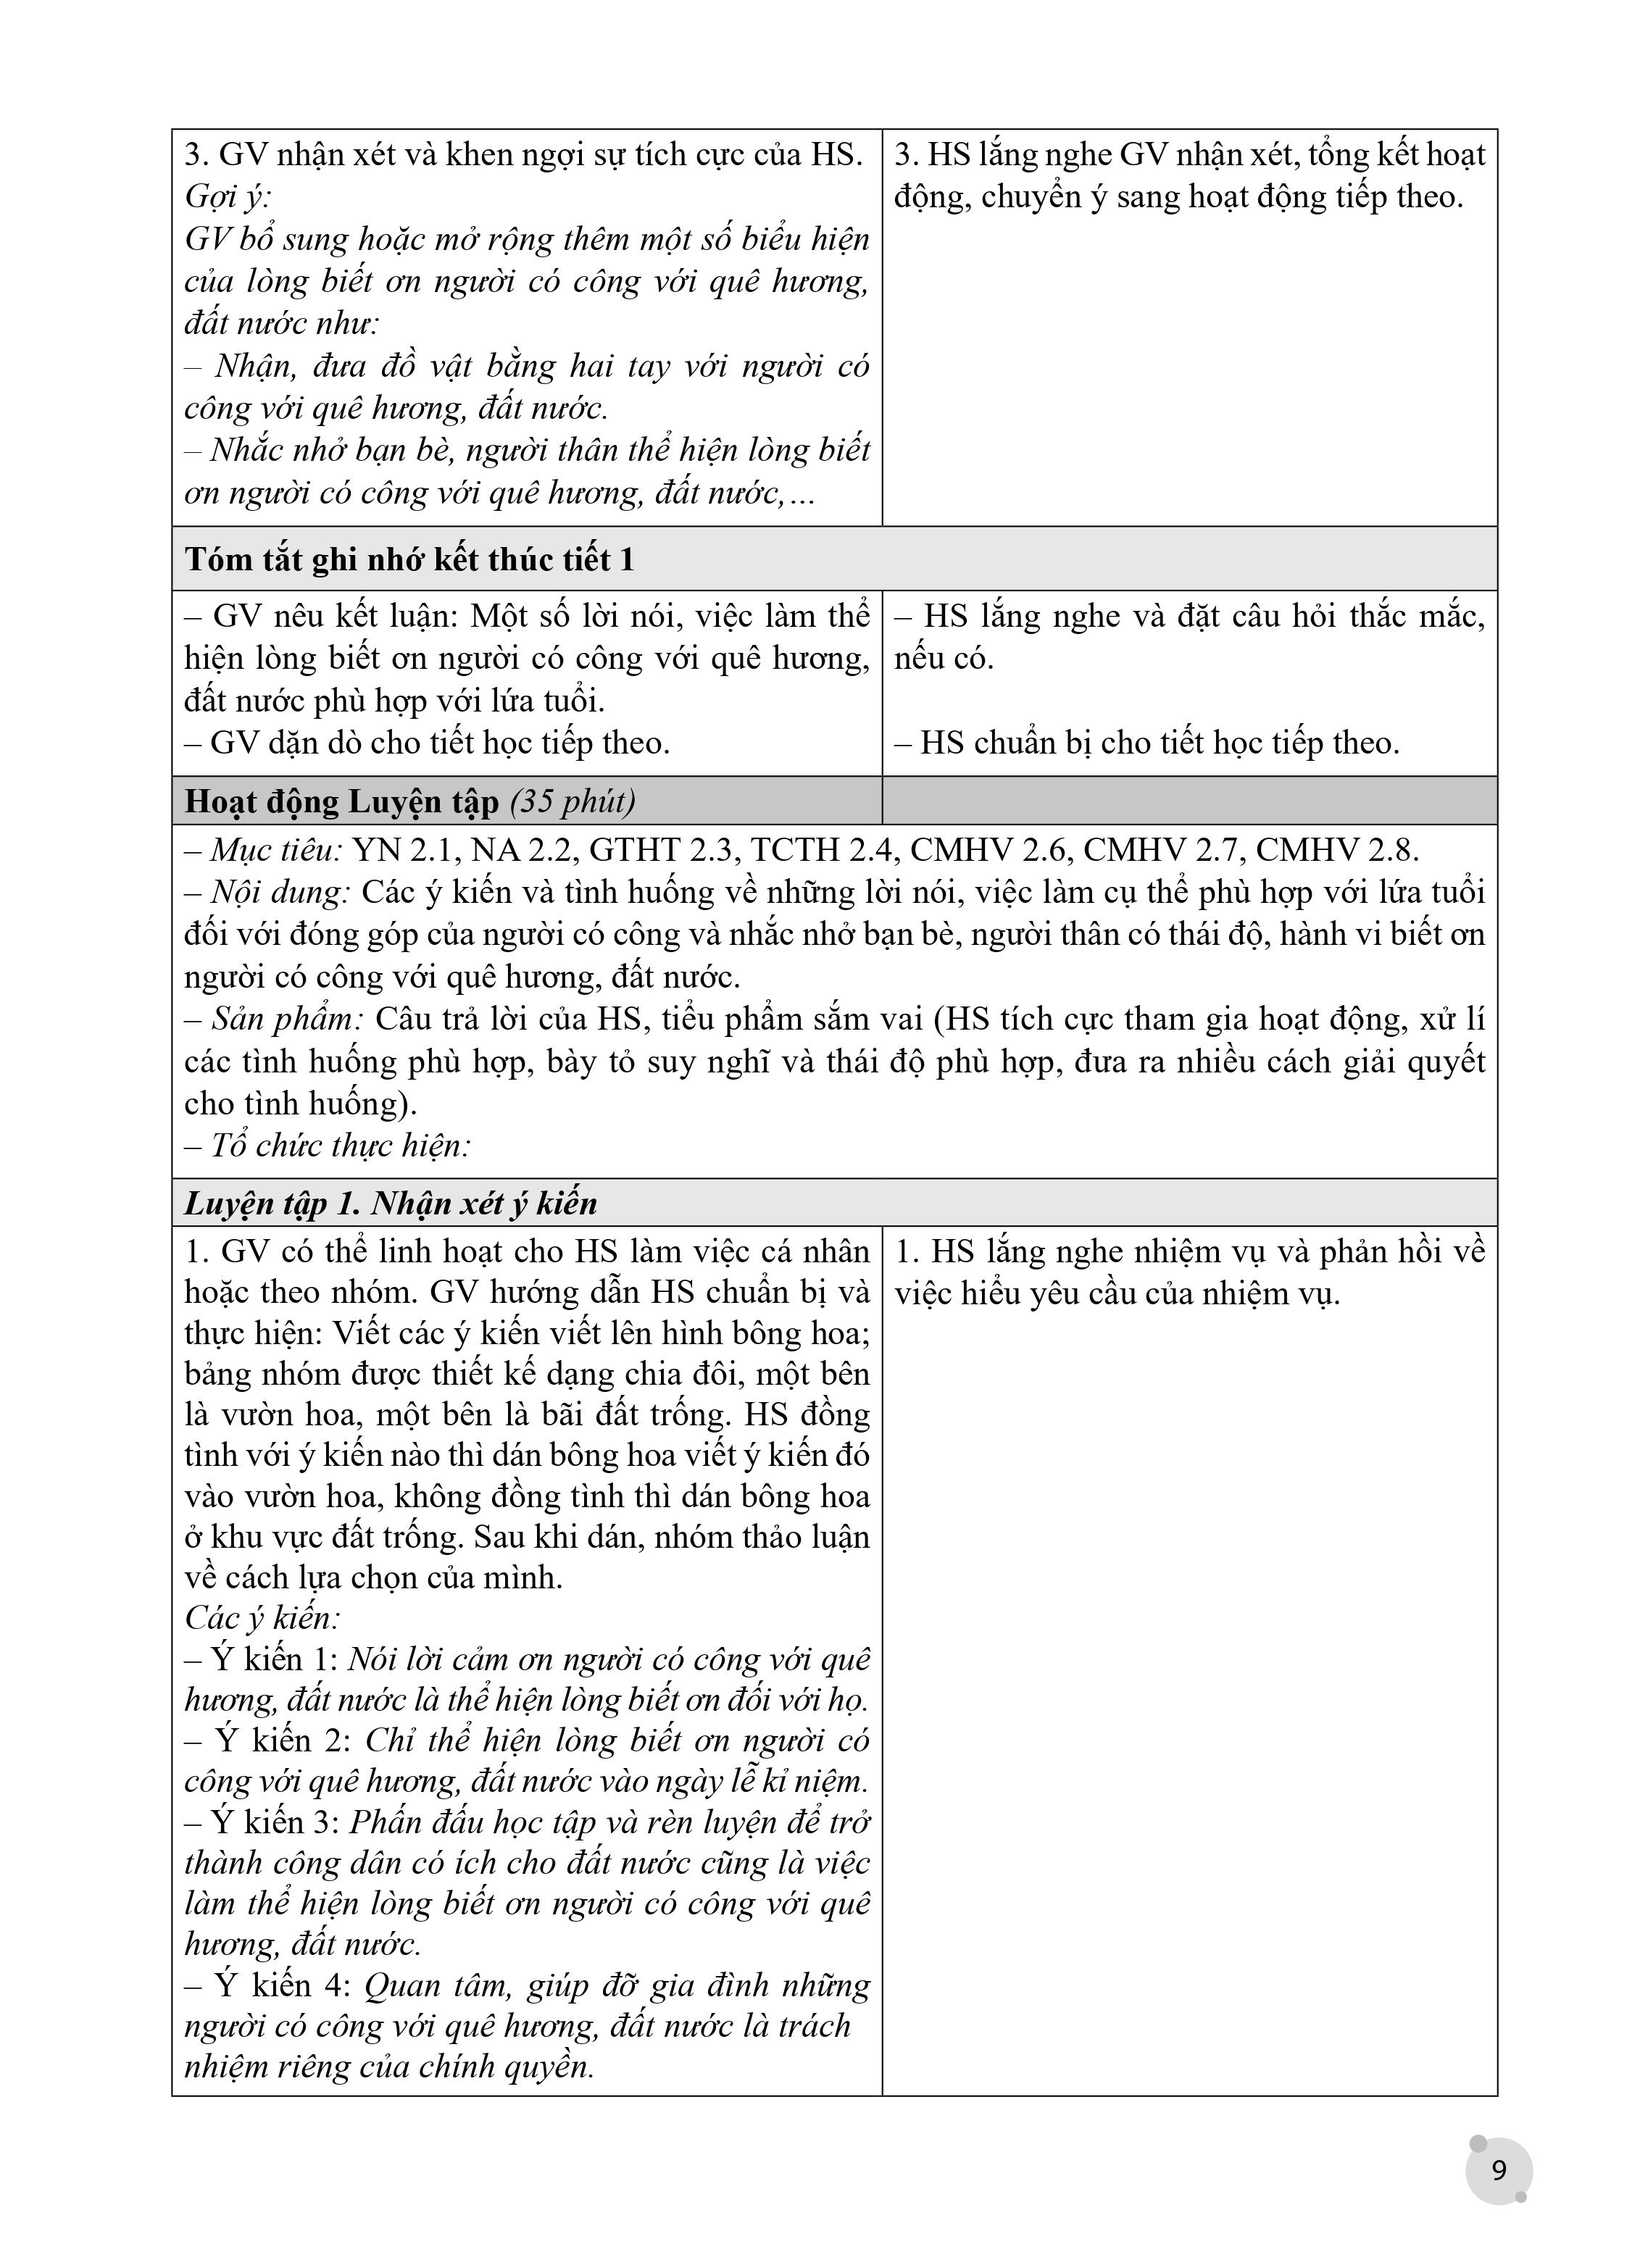 3. GV nhận xét và khen ngợi sự tích cực của HS.
Gợi ý:
GV bổ sung hoặc mở rộng thêm một số biểu hiện
của lòng biết ơn người có công với quê hương,
đất nước như:
– Nhận, đưa đồ vật bằng hai tay với người có
công với quê hương, đất nước.
– Nhắc nhở bạn bè, người thân thể hiện lòng biết
ơn người có công với quê hương, đất nước,…
3. HS lắng nghe GV nhận xét, tổng kết hoạt
động, chuyển ý sang hoạt động tiếp theo.
Tóm tắt ghi nhớ kết thúc tiết 1
– GV nêu kết luận: Một số lời nói, việc làm thể
hiện lòng biết ơn người có công với quê hương,
đất nước phù hợp với lứa tuổi.
– GV dặn dò cho tiết học tiếp theo.
– HS lắng nghe và đặt câu hỏi thắc mắc,
nếu có.
– HS chuẩn bị cho tiết học tiếp theo.
Hoạt động Luyện tập (35 phút)
– Mục tiêu: YN 2.1, NA 2.2, GTHT 2.3, TCTH 2.4, CMHV 2.6, CMHV 2.7, CMHV 2.8.
– Nội dung: Các ý kiến và tình huống về những lời nói, việc làm cụ thể phù hợp với lứa tuổi
đối với đóng góp của người có công và nhắc nhở bạn bè, người thân có thái độ, hành vi biết ơn
người có công với quê hương, đất nước.
– Sản phẩm: Câu trả lời của HS, tiểu phẩm sắm vai (HS tích cực tham gia hoạt động, xử lí
các tình huống phù hợp, bày tỏ suy nghĩ và thái độ phù hợp, đưa ra nhiều cách giải quyết
cho tình huống).
– Tổ chức thực hiện:
Luyện tập 1. Nhận xét ý kiến
1. GV có thể linh hoạt cho HS làm việc cá nhân
hoặc theo nhóm. GV hướng dẫn HS chuẩn bị và
thực hiện: Viết các ý kiến viết lên hình bông hoa;
bảng nhóm được thiết kế dạng chia đôi, một bên
là vườn hoa, một bên là bãi đất trống. HS đồng
tình với ý kiến nào thì dán bông hoa viết ý kiến đó
vào vườn hoa, không đồng tình thì dán bông hoa
ở khu vực đất trống. Sau khi dán, nhóm thảo luận
về cách lựa chọn của mình.
Các ý kiến:
– Ý kiến 1: Nói lời cảm ơn người có công với quê
hương, đất nước là thể hiện lòng biết ơn đối với họ.
– Ý kiến 2: Chỉ thể hiện lòng biết ơn người có
công với quê hương, đất nước vào ngày lễ kỉ niệm.
– Ý kiến 3: Phấn đấu học tập và rèn luyện để trở
thành công dân có ích cho đất nước cũng là việc
làm thể hiện lòng biết ơn người có công với quê
hương, đất nước.
– Ý kiến 4: Quan tâm, giúp đỡ gia đình những
người có công với quê hương, đất nước là trách
nhiệm riêng của chính quyền.
1. HS lắng nghe nhiệm vụ và phản hồi về
việc hiểu yêu cầu của nhiệm vụ.
9